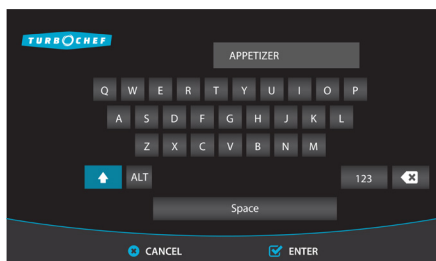 TURBOCHEF
APPETIZER
Q W E R T Y U I O P
A S D F G H J K L
Z X C V B N M
ALT 123
Space
CANCEL ENTER